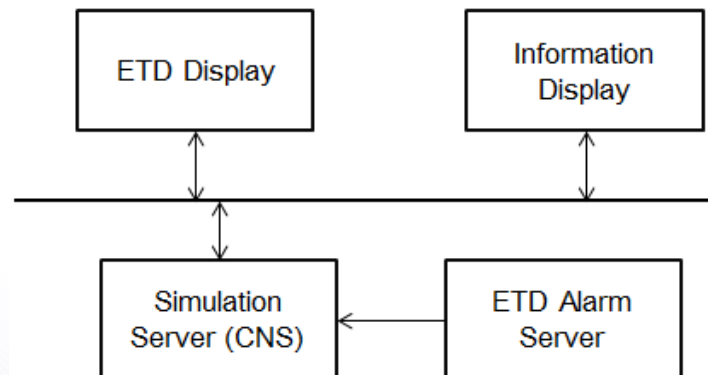 ETD Display
Information
Display
Simulation
Server (CNS)
ETD Alarm
Server